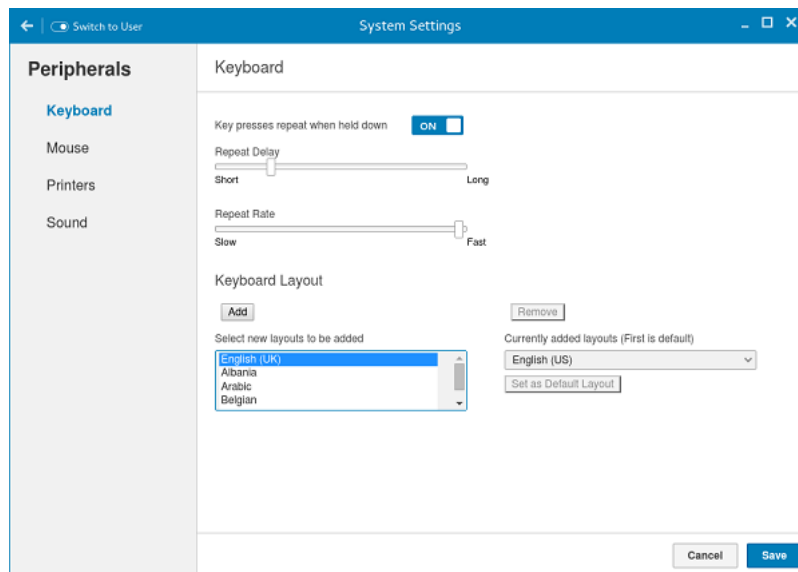 Switch to User
System Settings
Peripherals
Keyboard
Mouse
Printers
Sound
Keyboard
Key presses repeat when held down
ON
Repeat Delay
Short
Long
Repeat Rate
Slow
Fast
Keyboard Layout
Add
Remove
Select new layouts to be added
Currently added layouts (First is default)
English (UK)
Albania
Arabic
Belgian
English (US)
Set as Default Layout
Cancel
Save